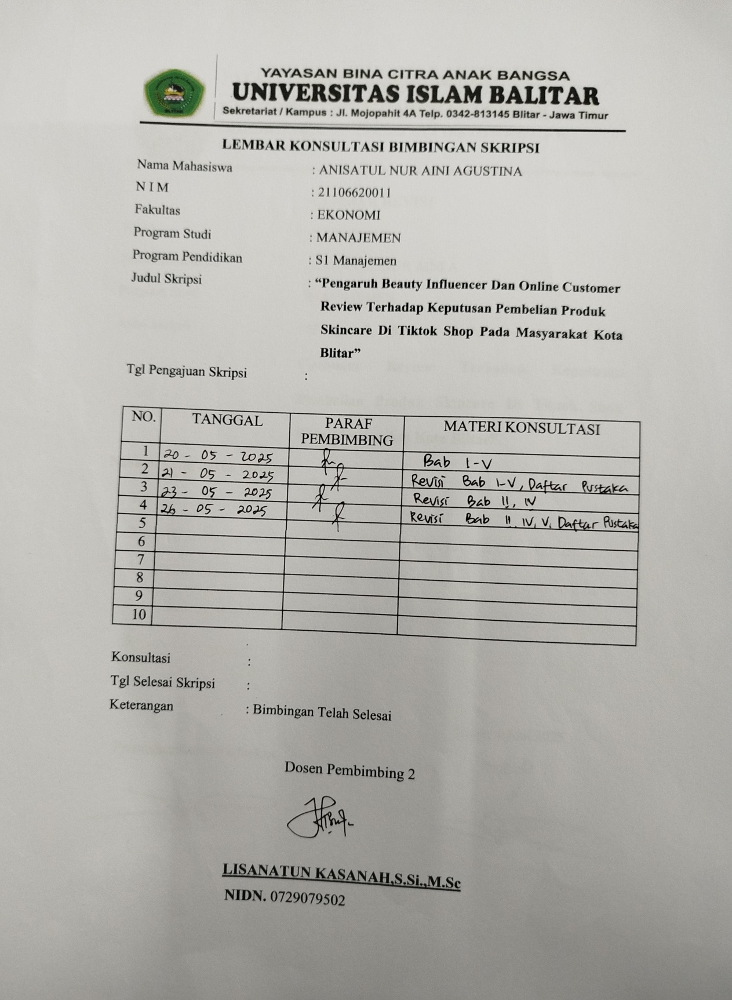 YAYASAN BINA CITRA ANAK BANGSA
UNIVERSITAS ISLAM BALITAR
Sekretariat / Kampus : Jl. Mojopahit 4A Telp. 0342-813145 Blitar - Jawa Timur
LEMBAR KONSULTASI BIMBINGAN SKRIPSI
Nama Mahasiswa : ANISATUL NUR AINI AGUSTINA
N I M : 21106620011
Fakultas : EKONOMI
Program Studi : MANAJEMEN
Program Pendidikan : S1 Manajemen
Judul Skripsi : “Pengaruh Beauty Influencer Dan Online Customer
Review Terhadap Keputusan Pembelian Produk
Skincare Di Tiktok Shop Pada Masyarakat Kota
Blitar”
Tgl Pengajuan Skripsi :
NO. TANGGAL PARAF PEMBIMBING MATERI KONSULTASI
1 20 - 05 - 2025 Bab I-V
2 21 - 05 - 2025 Revisi Bab I-V, Daftar Pustaka
3 23 - 05 - 2025 Revisi Bab II, IV
4 26 - 05 - 2025 Revisi Bab II, IV, V, Daftar Pustaka
5
6
7
8
9
10
Konsultasi :
Tgl Selesai Skripsi :
Keterangan : Bimbingan Telah Selesai
Dosen Pembimbing 2
LISANATUN KASANAH,S.Si.,M.Sc
NIDN. 0729079502